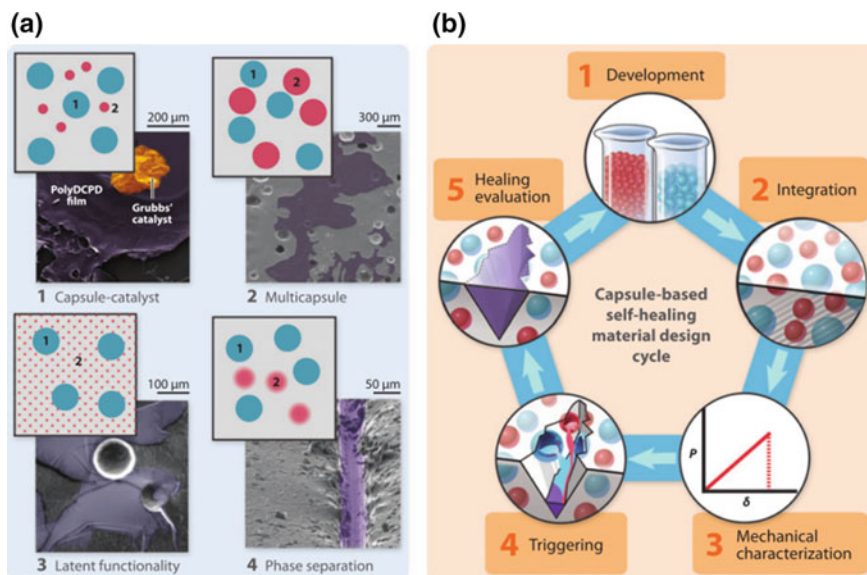 (a)
1
2
200 µm
PolyDCPD
film
Grubbs'
catalyst
1 Capsule-catalyst
1
2
300 µm
2 Multicapsule
1
2
100 µm
3 Latent functionality
1
2
50 µm
4 Phase separation
(b)
1 Development
2 Integration
5 Healing
evaluation
Capsule-based
self-healing
material design
cycle
P
δ
4 Triggering
3 Mechanical
characterization